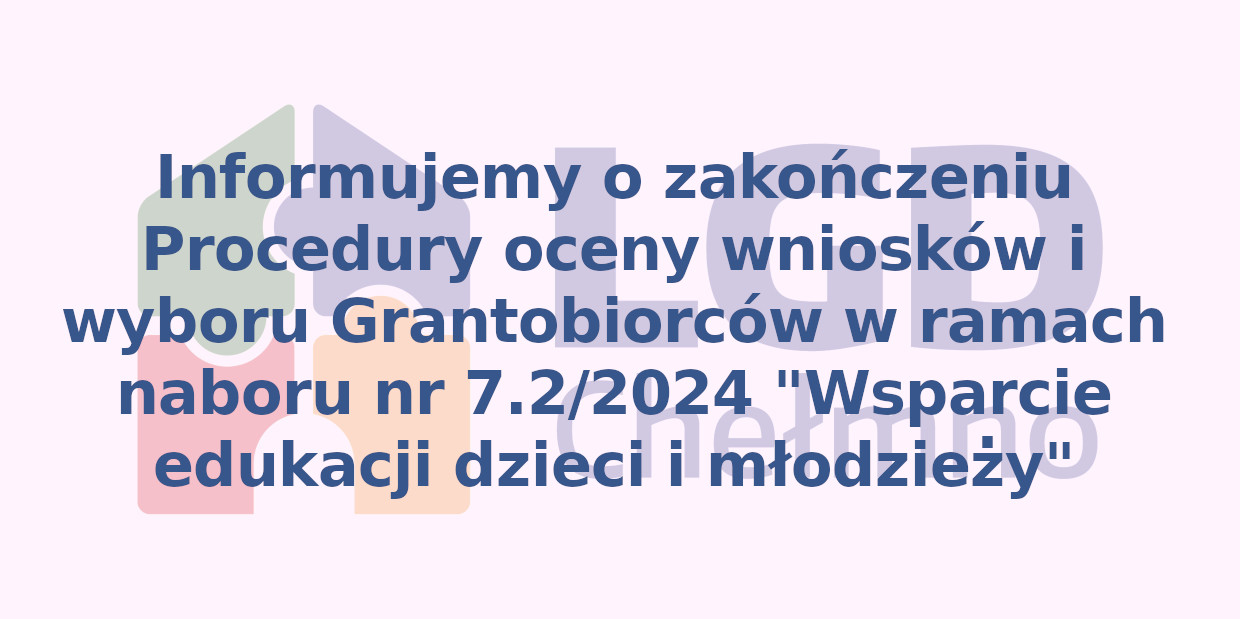 Informujemy o zakończeniu
Procedury oceny wniosków i
wyboru Grantobiorców w ramach
naboru nr 7.2/2024 "Wsparcie
edukacji dzieci i młodzieży"
LGD
Chełmno